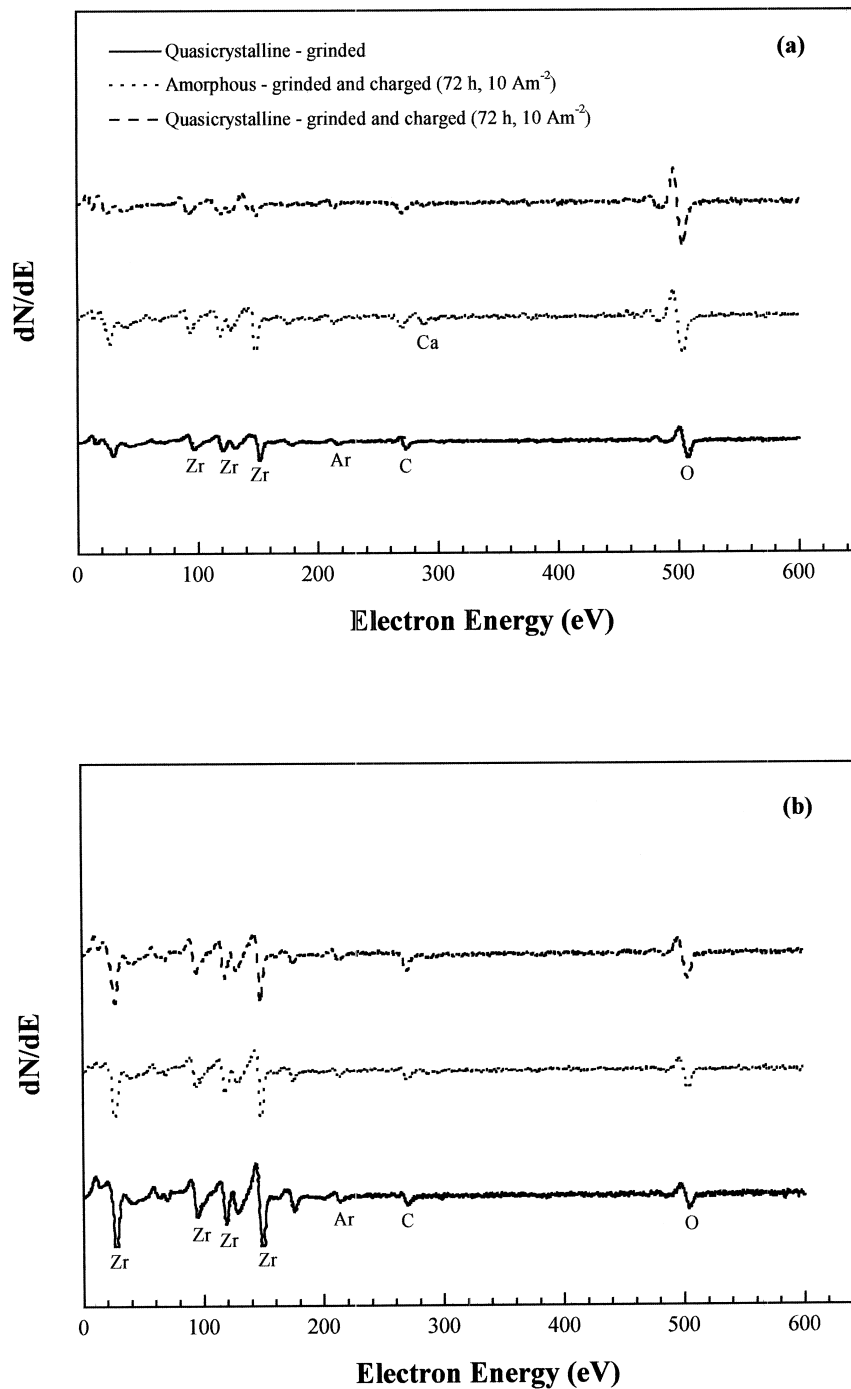 (a)
Quasicrystalline - grinded
Amorphous - grinded and charged (72 h, 10 Am-2)
Quasicrystalline - grinded and charged (72 h, 10 Am-2)
dN/dE
Ca
Zr Zr Zr Ar C O
0 100 200 300 400 500 600
Electron Energy (eV)
(b)
dN/dE
Zr Zr Zr Zr Ar C O
0 100 200 300 400 500 600
Electron Energy (eV)